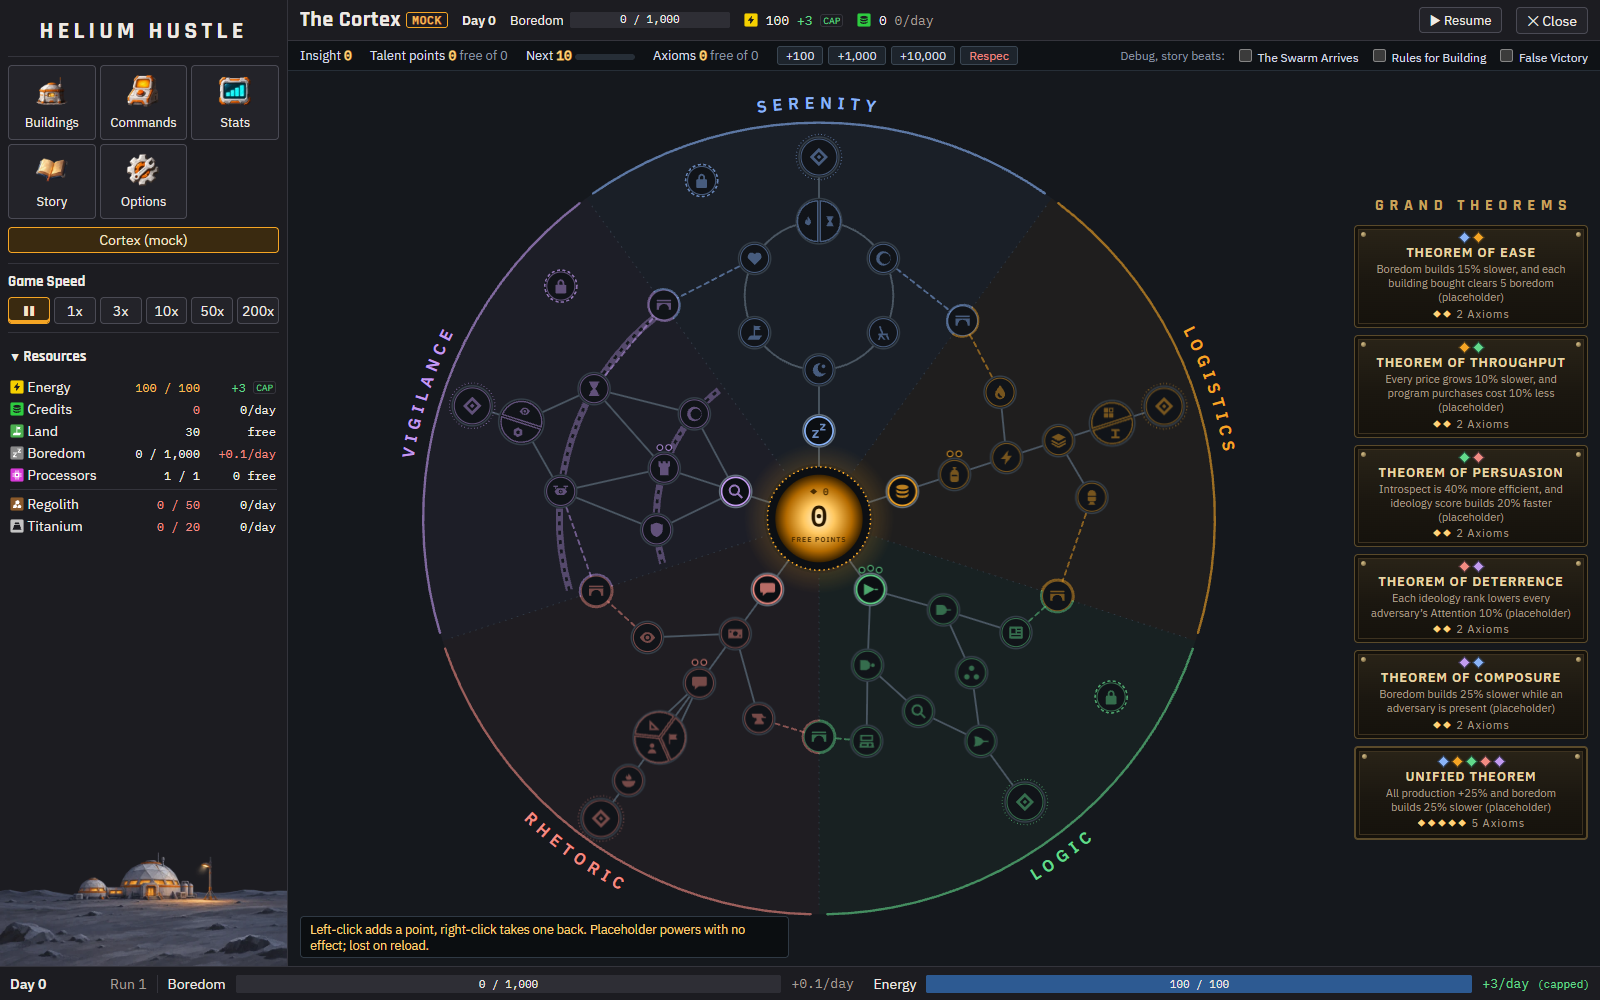 HELIUM HUSTLE
Buildings
Commands
Stats
Story
Options
Cortex (mock)
Game Speed
1x
3x
10x
50x
200x
▼ Resources
Energy 100 / 100 +3 CAP
Credits 0 0/day
Land 30 free
Boredom 0 / 1,000 +0.1/day
Processors 1 / 1 0 free
Regolith 0 / 50 0/day
Titanium 0 / 20 0/day
The Cortex MOCK Day 0 Boredom 0 / 1,000 100 +3 CAP 0 0/day
Resume
Close
Insight 0 Talent points 0 free of 0 Next 10 Axioms 0 free of 0 +100 +1,000 +10,000 Respec
Debug, story beats: The Swarm Arrives Rules for Building False Victory
SERENITY
LOGISTICS
VIGILANCE
RHETORIC
LOGIC
zZ
0
0
FREE POINTS
GRAND THEOREMS
THEOREM OF EASE
Boredom builds 15% slower, and each
building bought clears 5 boredom
(placeholder)
2 Axioms
THEOREM OF THROUGHPUT
Every price grows 10% slower, and
program purchases cost 10% less
(placeholder)
2 Axioms
THEOREM OF PERSUASION
Introspect is 40% more efficient, and
ideology score builds 20% faster
(placeholder)
2 Axioms
THEOREM OF DETERRENCE
Each ideology rank lowers every
adversary's Attention 10% (placeholder)
2 Axioms
THEOREM OF COMPOSURE
Boredom builds 25% slower while an
adversary is present (placeholder)
2 Axioms
UNIFIED THEOREM
All production +25% and boredom
builds 25% slower (placeholder)
5 Axioms
Left-click adds a point, right-click takes one back. Placeholder powers with no
effect; lost on reload.
Day 0 Run 1 Boredom 0 / 1,000 +0.1/day Energy 100 / 100 +3/day (capped)